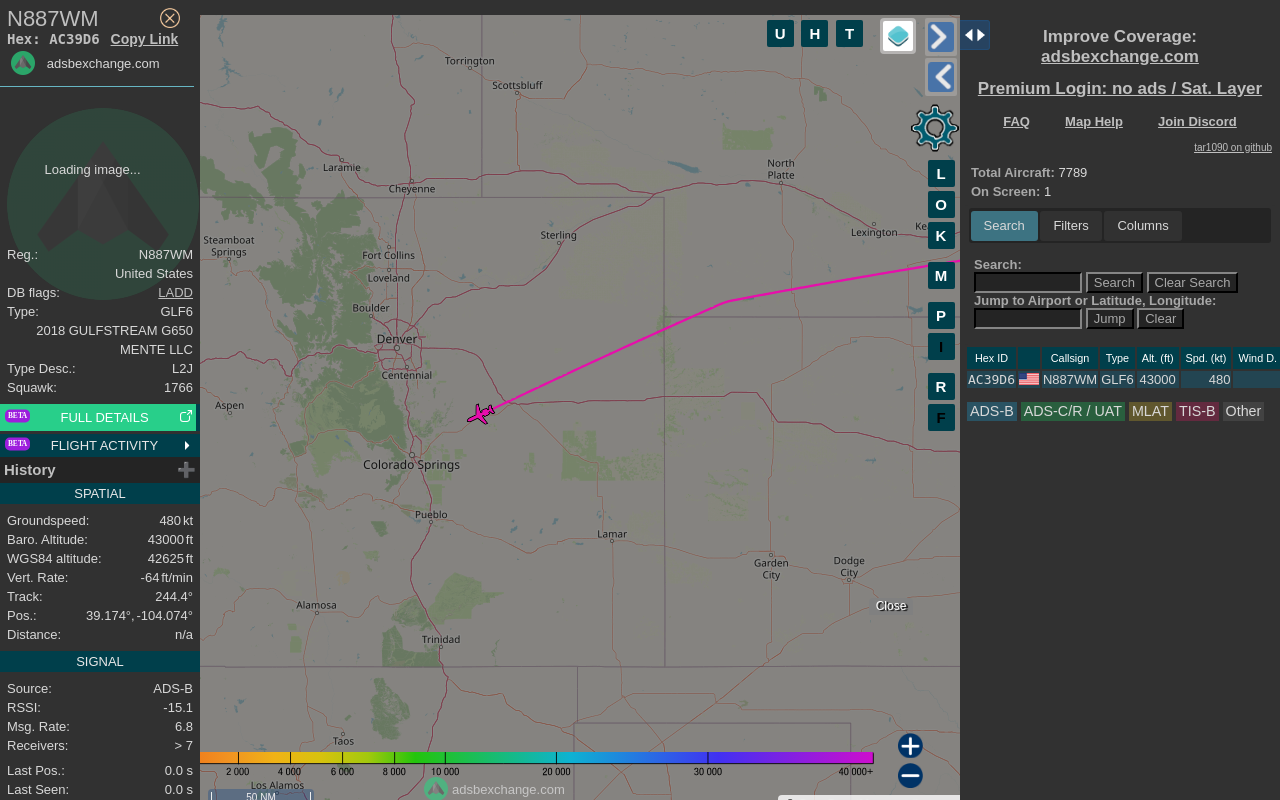 N887WM
Hex: AC39D6 Copy Link
adsbexchange.com
Loading image...
Reg.: N887WM
United States
DB flags: LADD
Type: GLF6
2018 GULFSTREAM G650
MENTE LLC
Type Desc.: L2J
Squawk: 1766
BETA FULL DETAILS
BETA FLIGHT ACTIVITY
History
SPATIAL
Groundspeed: 480 kt
Baro. Altitude: 43000 ft
WGS84 altitude: 42625 ft
Vert. Rate: -64 ft/min
Track: 244.4°
Pos.: 39.174°, -104.074°
Distance: n/a
SIGNAL
Source: ADS-B
RSSI: -15.1
Msg. Rate: 6.8
Receivers: > 7
Last Pos.: 0.0 s
Last Seen: 0.0 s
U H T
Torrington
Scottsbluff
Laramie
Cheyenne
North
Platte
Steamboat
Springs
Sterling
Lexington
Fort Collins
Loveland
Boulder
Denver
Centennial
Aspen
Colorado Springs
Pueblo
Lamar
Garden
City
Dodge
City
Alamosa
Trinidad
Taos
Los Alamos
Close
L
O
K
M
P
I
R
F
2 000 4 000 6 000 8 000 10 000 20 000 30 000 40 000+
adsbexchange.com
50 NM
Improve Coverage:
adsbexchange.com
Premium Login: no ads / Sat. Layer
FAQ Map Help Join Discord
tar1090 on github
Total Aircraft: 7789
On Screen: 1
Search Filters Columns
Search:
Search Clear Search
Jump to Airport or Latitude, Longitude:
Jump Clear
Hex ID Callsign Type Alt. (ft) Spd. (kt) Wind D.
AC39D6 N887WM GLF6 43000 480
ADS-B ADS-C/R / UAT MLAT TIS-B Other